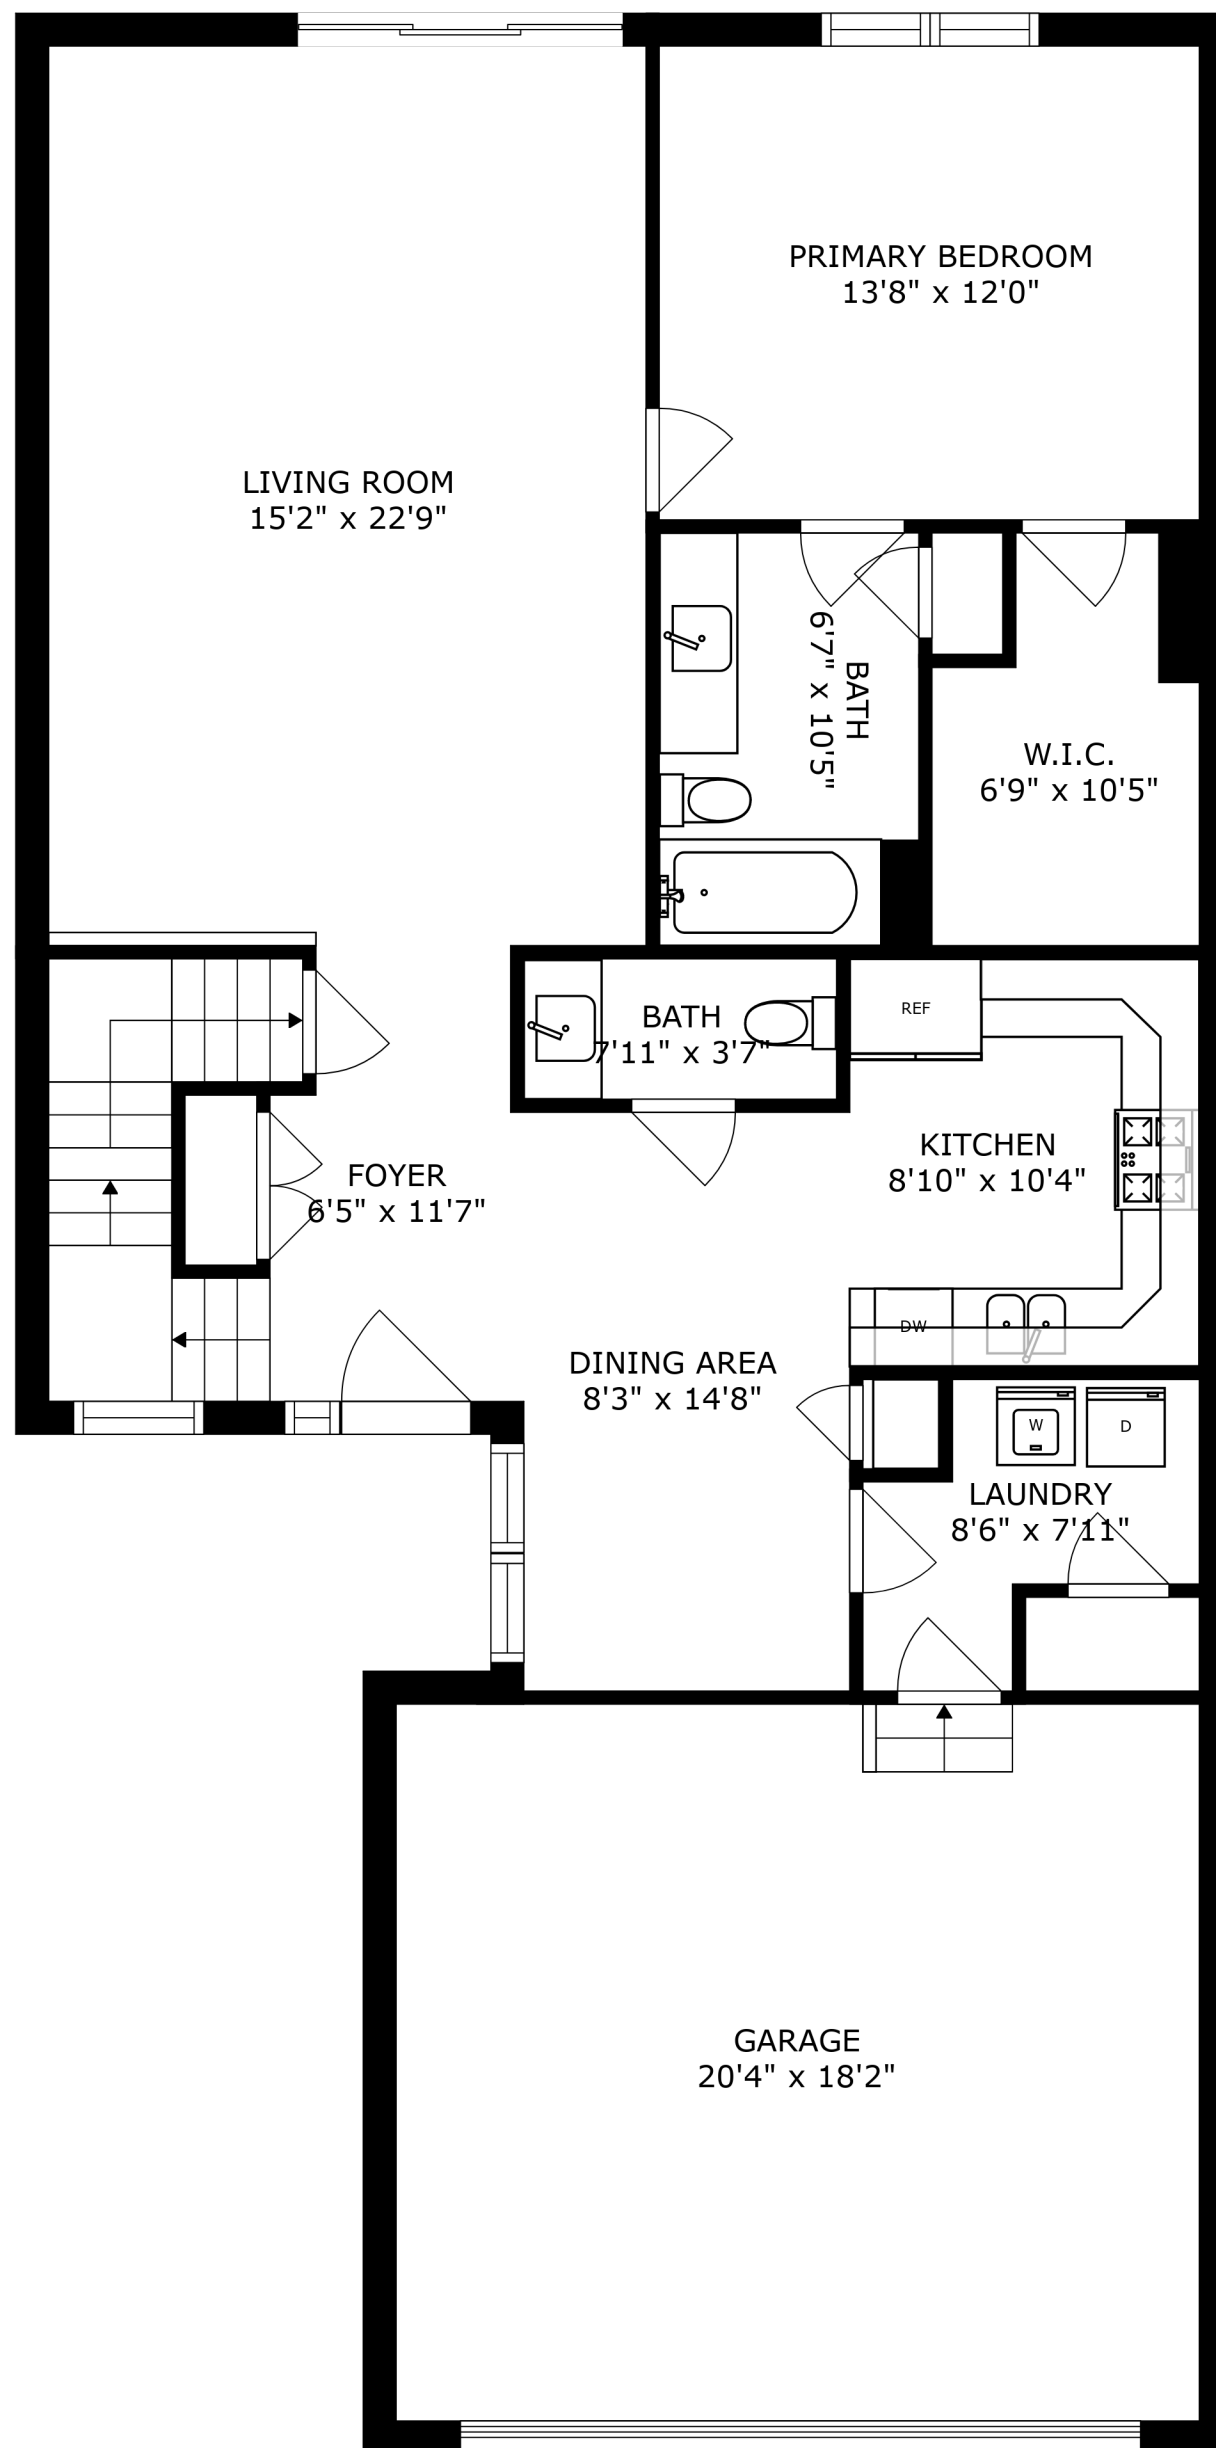 PRIMARY BEDROOM
13'8" x 12'0"
LIVING ROOM
15'2" x 22'9"
BATH
6'7" x 10'5"
W.I.C.
6'9" x 10'5"
BATH
7'11" x 3'7"
REF
KITCHEN
8'10" x 10'4"
FOYER
6'5" x 11'7"
DW
DINING AREA
8'3" x 14'8"
W
D
LAUNDRY
8'6" x 7'11"
GARAGE
20'4" x 18'2"